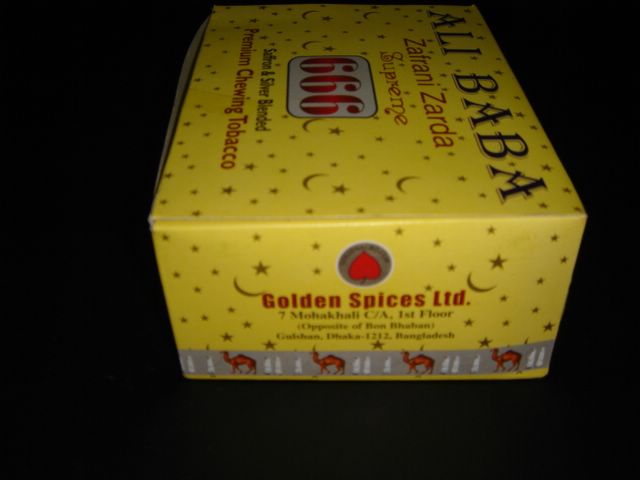 ALI BABA
Zafrani Zarda
Supreme
666
Saffron & Silver Blended
Premium Chewing Tobacco
Golden Spices Ltd.
7 Mohakhali C/A, 1st Floor
(Opposite of Bon Bhaban)
Gulshan, Dhaka-1212, Bangladesh